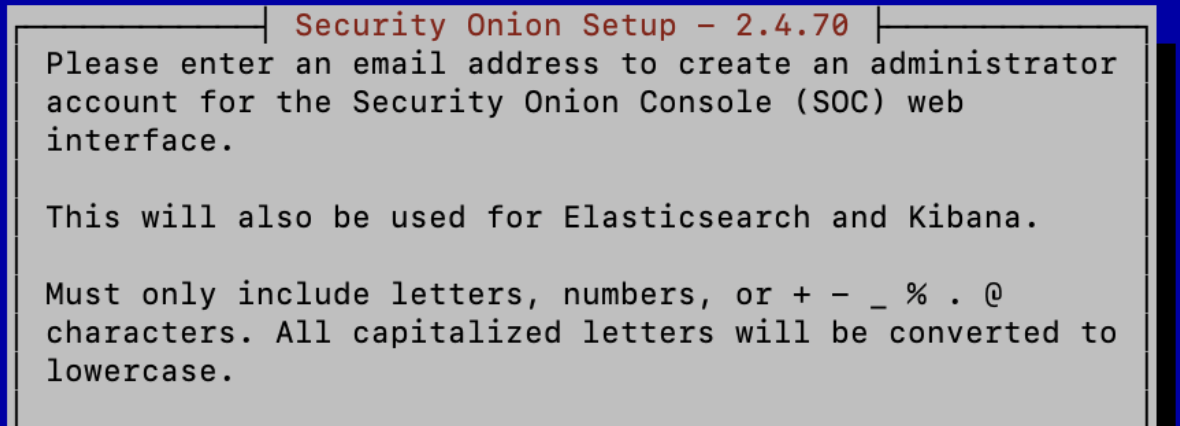 Security Onion Setup - 2.4.70
Please enter an email address to create an administrator
account for the Security Onion Console (SOC) web
interface.
This will also be used for Elasticsearch and Kibana.
Must only include letters, numbers, or + - _ % . @
characters. All capitalized letters will be converted to
lowercase.